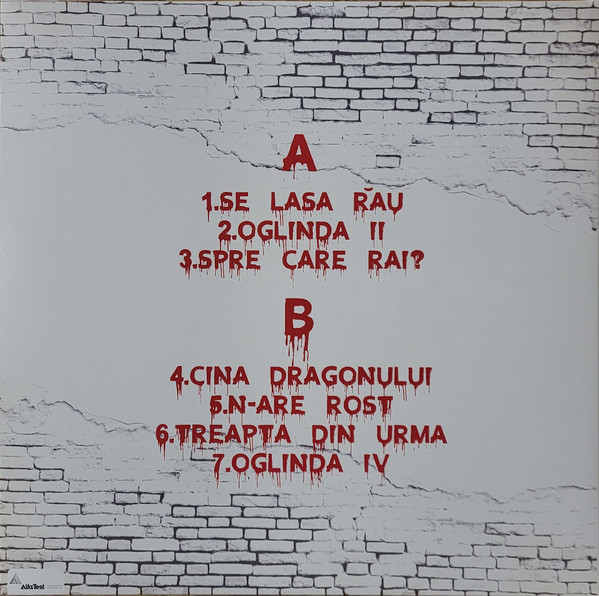 A
1.SE LASA RĂU
2.OGLINDA II
3.SPRE CARE RAI?
B
4.CINA DRAGONULUI
5.N-ARE ROST
6.TREAPTA DIN URMA
7.OGLINDA IV
AlfaTest